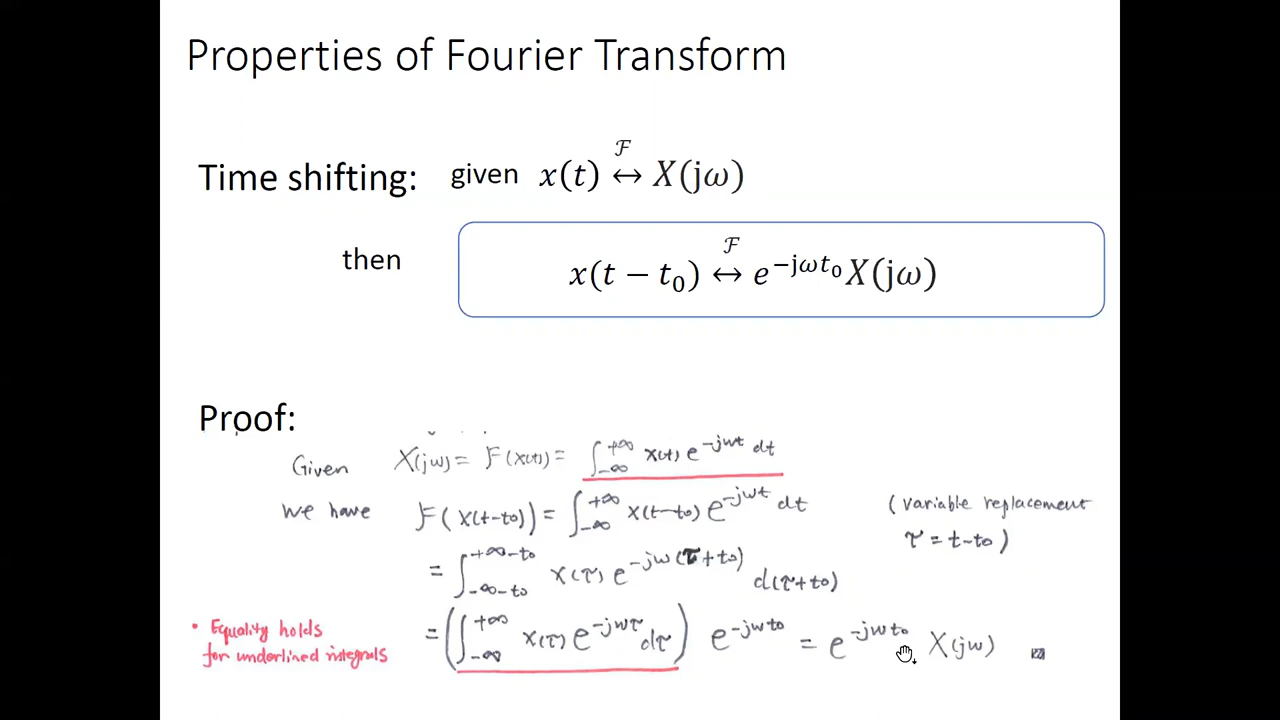 Properties of Fourier Transform
Time shifting: given x(t) ℱ↔ X(jω)
then x(t − t₀) ℱ↔ e^{−jωt₀}X(jω)
Proof:
Given X(jω) = F(x(t)) = ∫_{-∞}^{+∞} x(t) e^{-jωt} dt
We have F(x(t-t₀)) = ∫_{-∞}^{+∞} x(t-t₀) e^{-jωt} dt (variable replacement
τ = t-t₀)
= ∫_{-∞-t₀}^{+∞-t₀} x(τ) e^{-jω(τ+t₀)} d(τ+t₀)
• Equality holds
for underlined integrals
= (∫_{-∞}^{+∞} x(τ) e^{-jωτ} dτ) e^{-jωt₀} = e^{-jωt₀} X(jω)